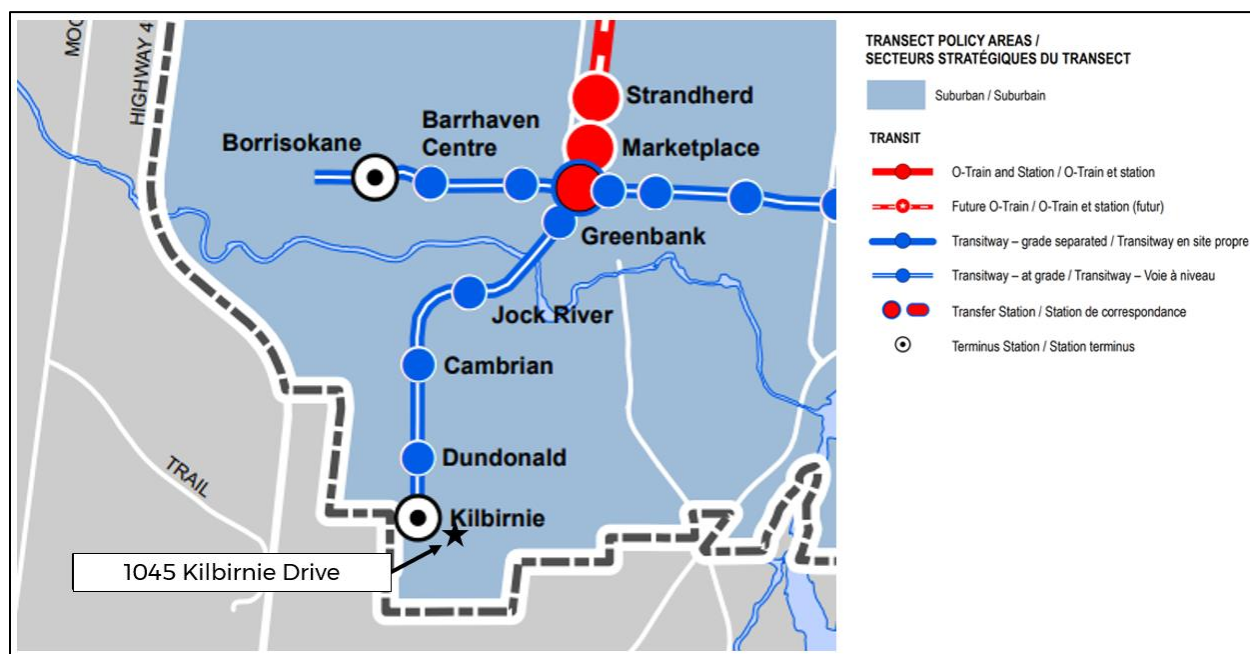 MOO
HIGHWAY 4
Strandherd
Barrhaven
Centre
Borrisokane
Marketplace
Greenbank
Jock River
Cambrian
Dundonald
TRAIL
Kilbirnie
1045 Kilbirnie Drive
TRANSECT POLICY AREAS /
SECTEURS STRATÉGIQUES DU TRANSECT
Suburban / Suburbain
TRANSIT
O-Train and Station / O-Train et station
Future O-Train / O-Train et station (futur)
Transitway – grade separated / Transitway en site propre
Transitway – at grade / Transitway – Voie à niveau
Transfer Station / Station de correspondance
Terminus Station / Station terminus